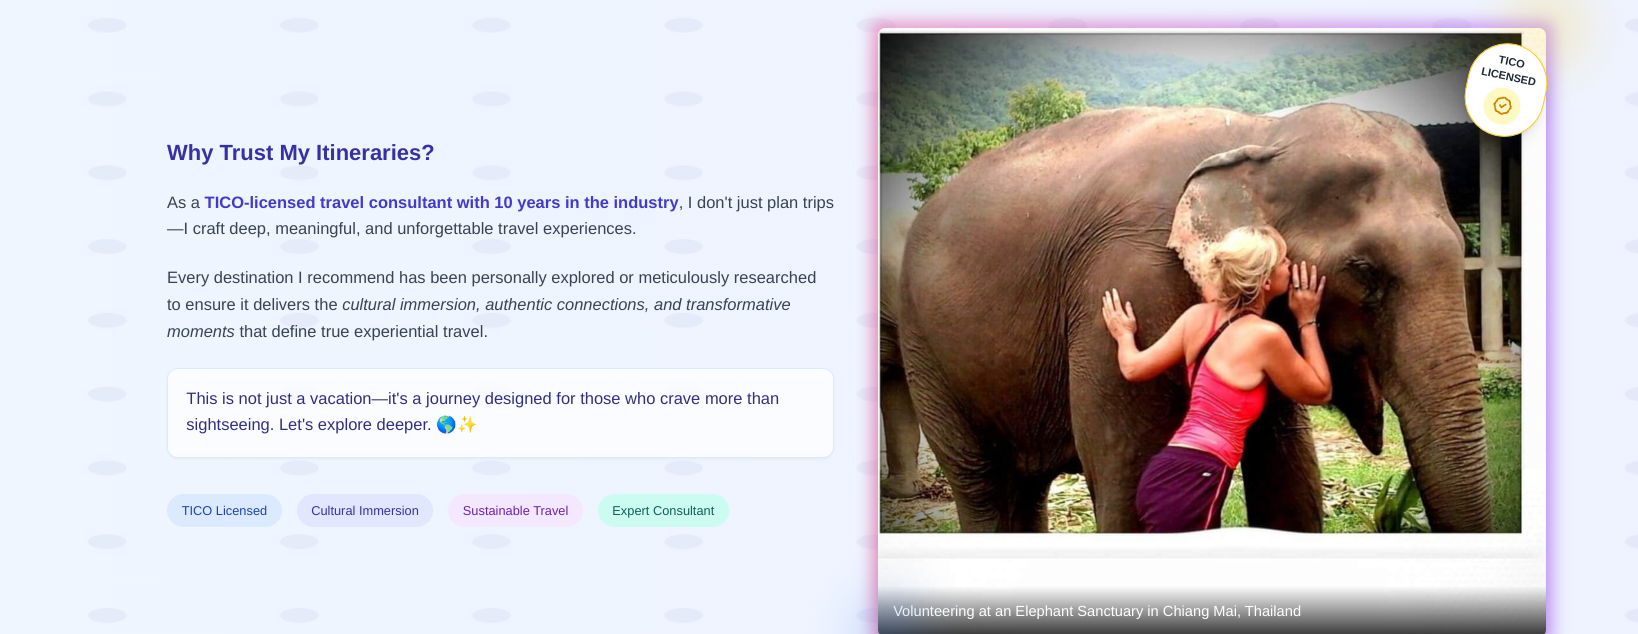 Why Trust My Itineraries?
As a TICO-licensed travel consultant with 10 years in the industry, I don't just plan trips
—I craft deep, meaningful, and unforgettable travel experiences.
Every destination I recommend has been personally explored or meticulously researched
to ensure it delivers the cultural immersion, authentic connections, and transformative
moments that define true experiential travel.
This is not just a vacation—it's a journey designed for those who crave more than
sightseeing. Let's explore deeper. 🌎✨
TICO Licensed
Cultural Immersion
Sustainable Travel
Expert Consultant
TICO
LICENSED
Volunteering at an Elephant Sanctuary in Chiang Mai, Thailand